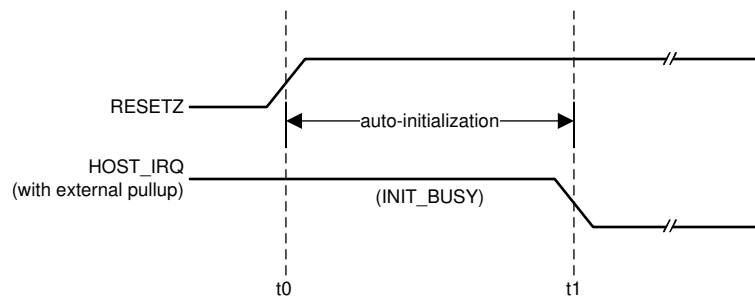 RESETZ
auto-initialization
HOST_IRQ
(with external pullup)
(INIT_BUSY)
t0
t1